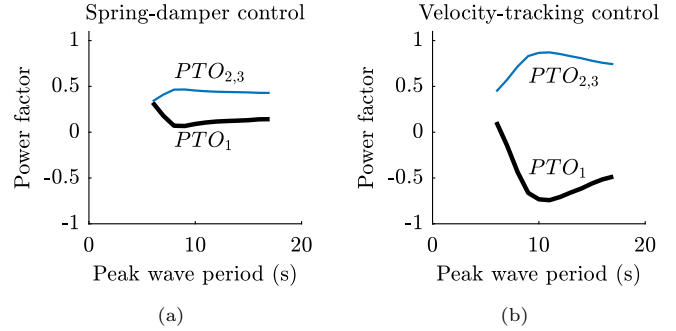 Spring-damper control
Power factor
1
0.5
0
-0.5
-1
PTO2,3
PTO1
0
10
20
Peak wave period (s)
(a)
Velocity-tracking control
Power factor
1
0.5
0
-0.5
-1
PTO2,3
PTO1
0
10
20
Peak wave period (s)
(b)